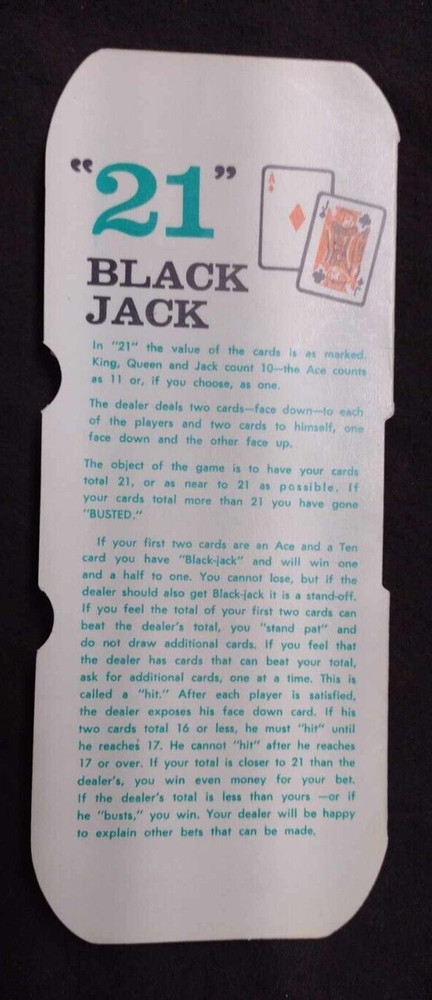 "21"
BLACK
JACK
A
J
In "21" the value of the cards is as marked.
King, Queen and Jack count 10—the Ace counts
as 11 or, if you choose, as one.
The dealer deals two cards—face down—to each
of the players and two cards to himself, one
face down and the other face up.
The object of the game is to have your cards
total 21, or as near to 21 as possible. If
your cards total more than 21 you have gone
"BUSTED."
If your first two cards are an Ace and a Ten
card you have "Black-jack" and will win one
and a half to one. You cannot lose, but if the
dealer should also get Black-jack it is a stand-off.
If you feel the total of your first two cards can
beat the dealer's total, you "stand pat" and
do not draw additional cards. If you feel that
the dealer has cards that can beat your total,
ask for additional cards, one at a time. This is
called a "hit." After each player is satisfied,
the dealer exposes his face down card. If his
two cards total 16 or less, he must "hit" until
he reaches 17. He cannot "hit" after he reaches
17 or over. If your total is closer to 21 than the
dealer's, you win even money for your bet.
If the dealer's total is less than yours —or if
he "busts," you win. Your dealer will be happy
to explain other bets that can be made.